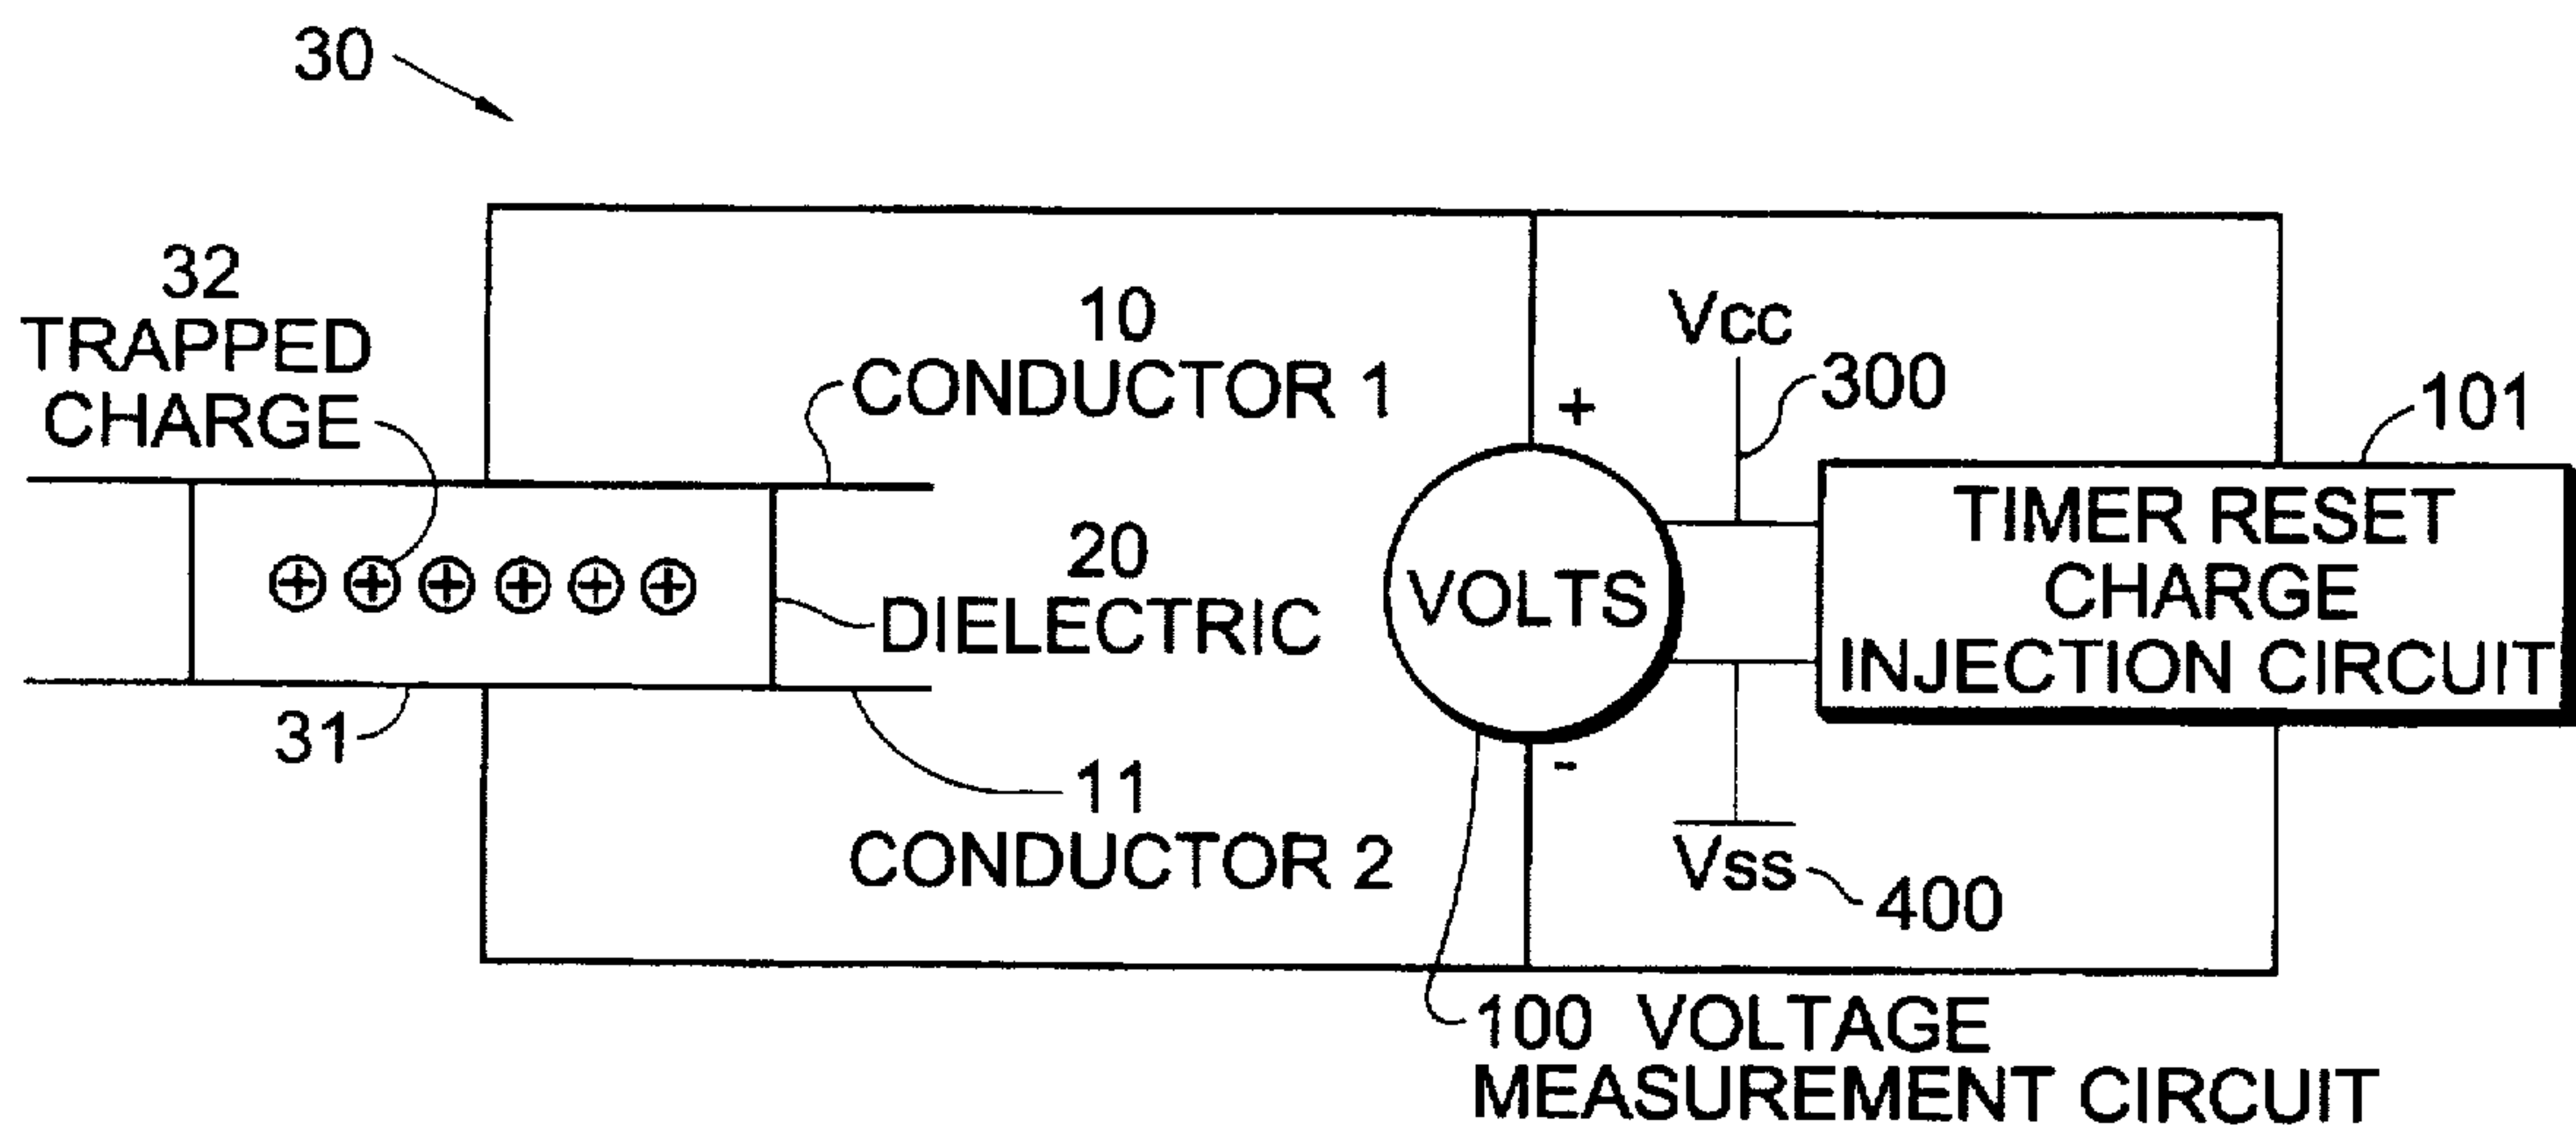 30
32
TRAPPED
CHARGE
10
CONDUCTOR 1
20
DIELECTRIC
31
11
CONDUCTOR 2
+
VOLTS
-
Vcc
300
Vss
400
101
TIMER RESET
CHARGE
INJECTION CIRCUIT
100 VOLTAGE
MEASUREMENT CIRCUIT